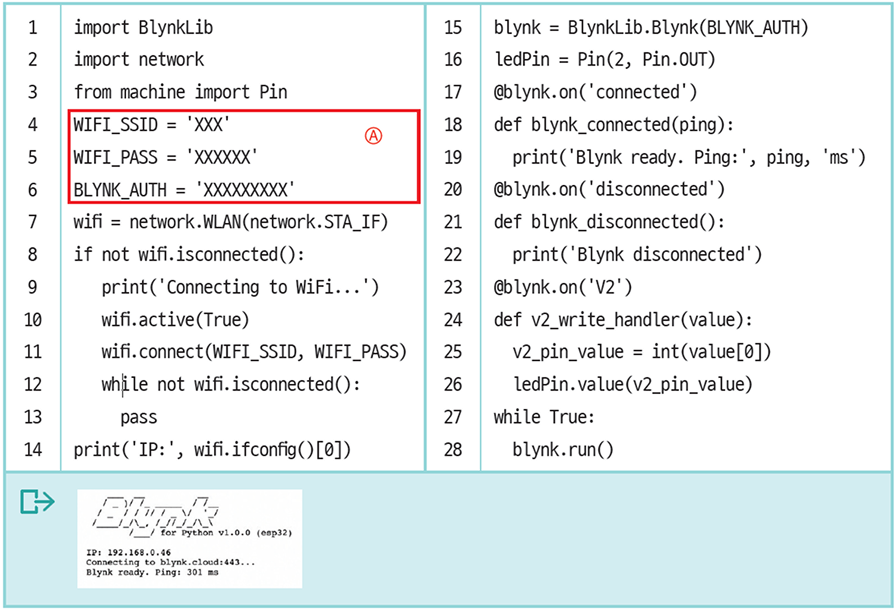 1 import BlynkLib
2 import network
3 from machine import Pin
4 WIFI_SSID = 'XXX'
Ⓐ
5 WIFI_PASS = 'XXXXXX'
6 BLYNK_AUTH = 'XXXXXXXXX'
7 wifi = network.WLAN(network.STA_IF)
8 if not wifi.isconnected():
9 print('Connecting to WiFi...')
10 wifi.active(True)
11 wifi.connect(WIFI_SSID, WIFI_PASS)
12 while not wifi.isconnected():
13 pass
14 print('IP:', wifi.ifconfig()[0])
15 blynk = BlynkLib.Blynk(BLYNK_AUTH)
16 ledPin = Pin(2, Pin.OUT)
17 @blynk.on('connected')
18 def blynk_connected(ping):
19 print('Blynk ready. Ping:', ping, 'ms')
20 @blynk.on('disconnected')
21 def blynk_disconnected():
22 print('Blynk disconnected')
23 @blynk.on('V2')
24 def v2_write_handler(value):
25 v2_pin_value = int(value[0])
26 ledPin.value(v2_pin_value)
27 while True:
28 blynk.run()
for Python v1.0.0 (esp32)
IP: 192.168.0.46
Connecting to blynk.cloud:443...
Blynk ready. Ping: 301 ms